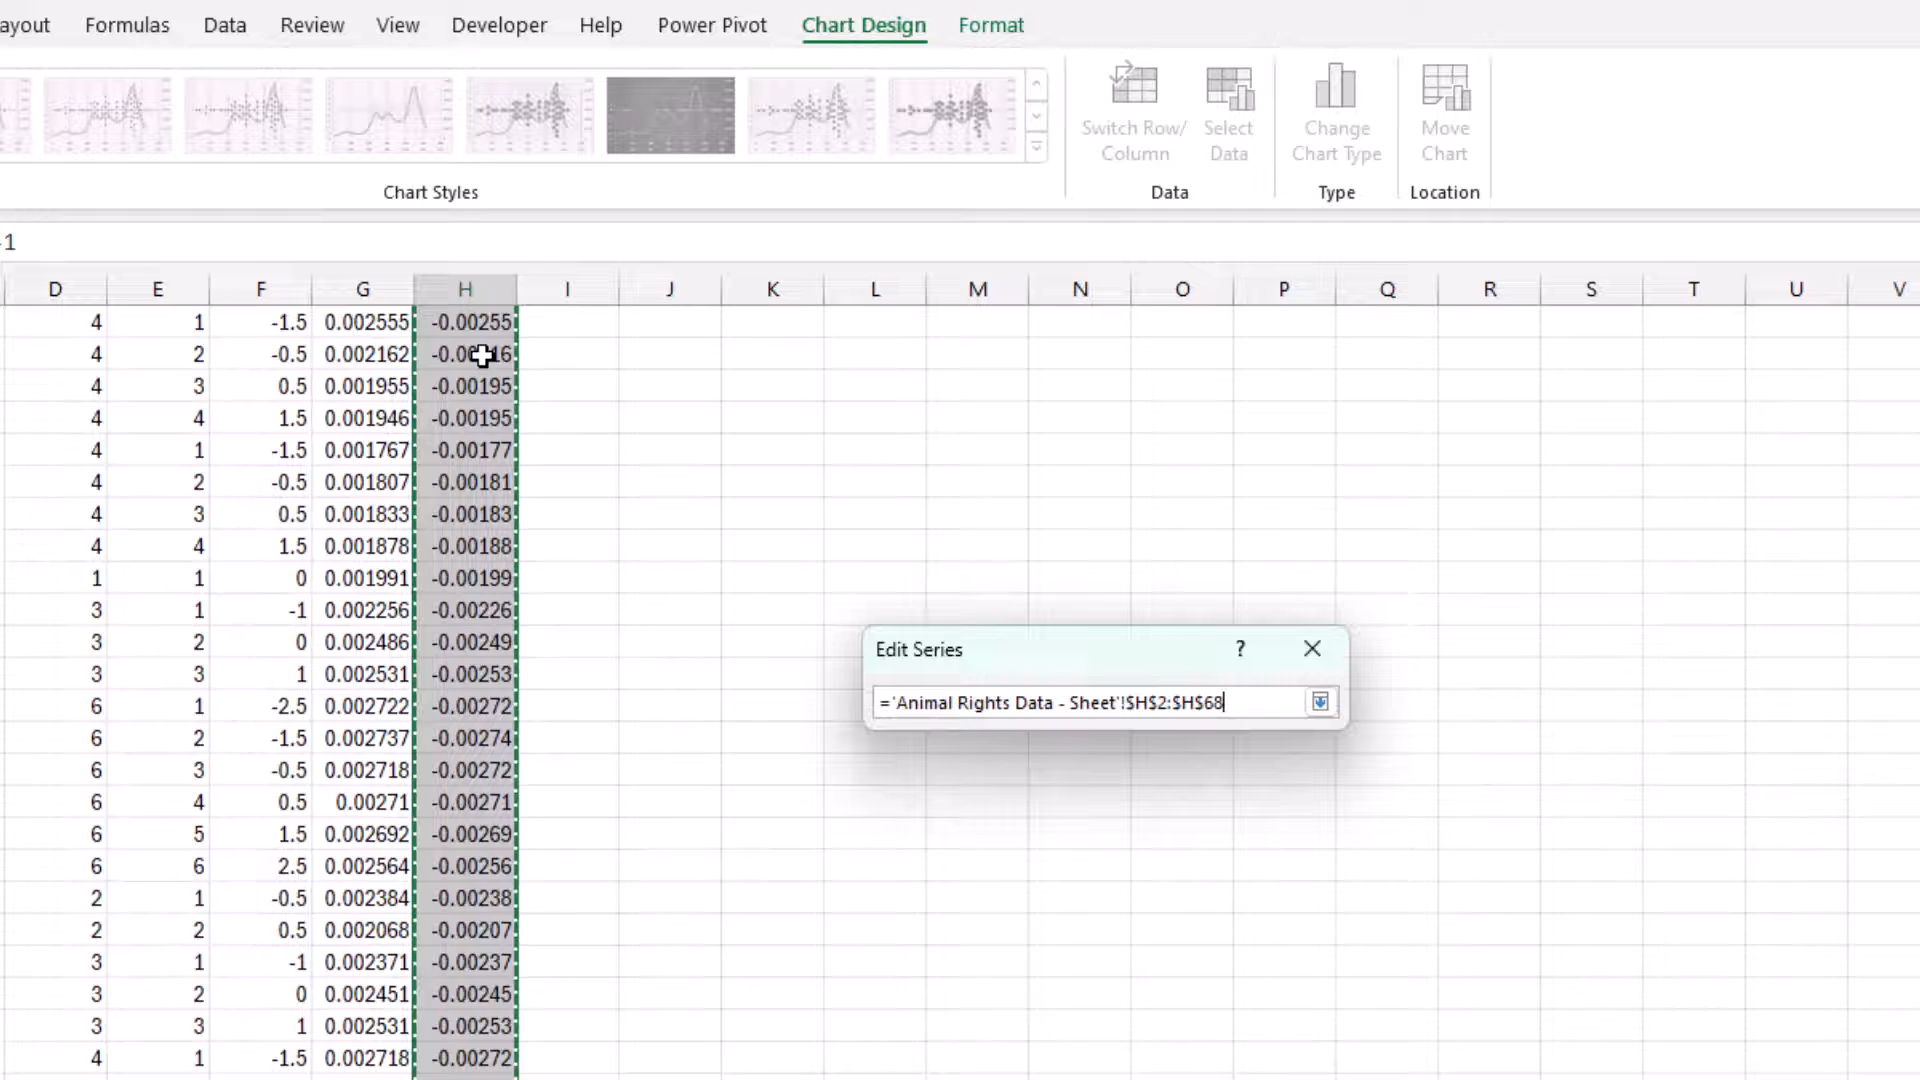 ayout Formulas Data Review View Developer Help Power Pivot Chart Design Format
Switch Row/ Column Select Data Change Chart Type Move Chart
Chart Styles Data Type Location
-1
D E F G H I J K L M N O P Q R S T U V
4 1 -1.5 0.002555 -0.00255
4 2 -0.5 0.002162
4 3 0.5 0.001955 -0.00195
4 4 1.5 0.001946 -0.00195
4 1 -1.5 0.001767 -0.00177
4 2 -0.5 0.001807 -0.00181
4 3 0.5 0.001833 -0.00183
4 4 1.5 0.001878 -0.00188
1 1 0 0.001991 -0.00199
3 1 -1 0.002256 -0.00226
3 2 0 0.002486 -0.00249
3 3 1 0.002531 -0.00253
6 1 -2.5 0.002722 -0.00272
6 2 -1.5 0.002737 -0.00274
6 3 -0.5 0.002718 -0.00272
6 4 0.5 0.00271 -0.00271
6 5 1.5 0.002692 -0.00269
6 6 2.5 0.002564 -0.00256
2 1 -0.5 0.002384 -0.00238
2 2 0.5 0.002068 -0.00207
3 1 -1 0.002371 -0.00237
3 2 0 0.002451 -0.00245
3 3 1 0.002531 -0.00253
4 1 -1.5 0.002718 -0.00272
Edit Series ?
='Animal Rights Data - Sheet'!$H$2:$H$68